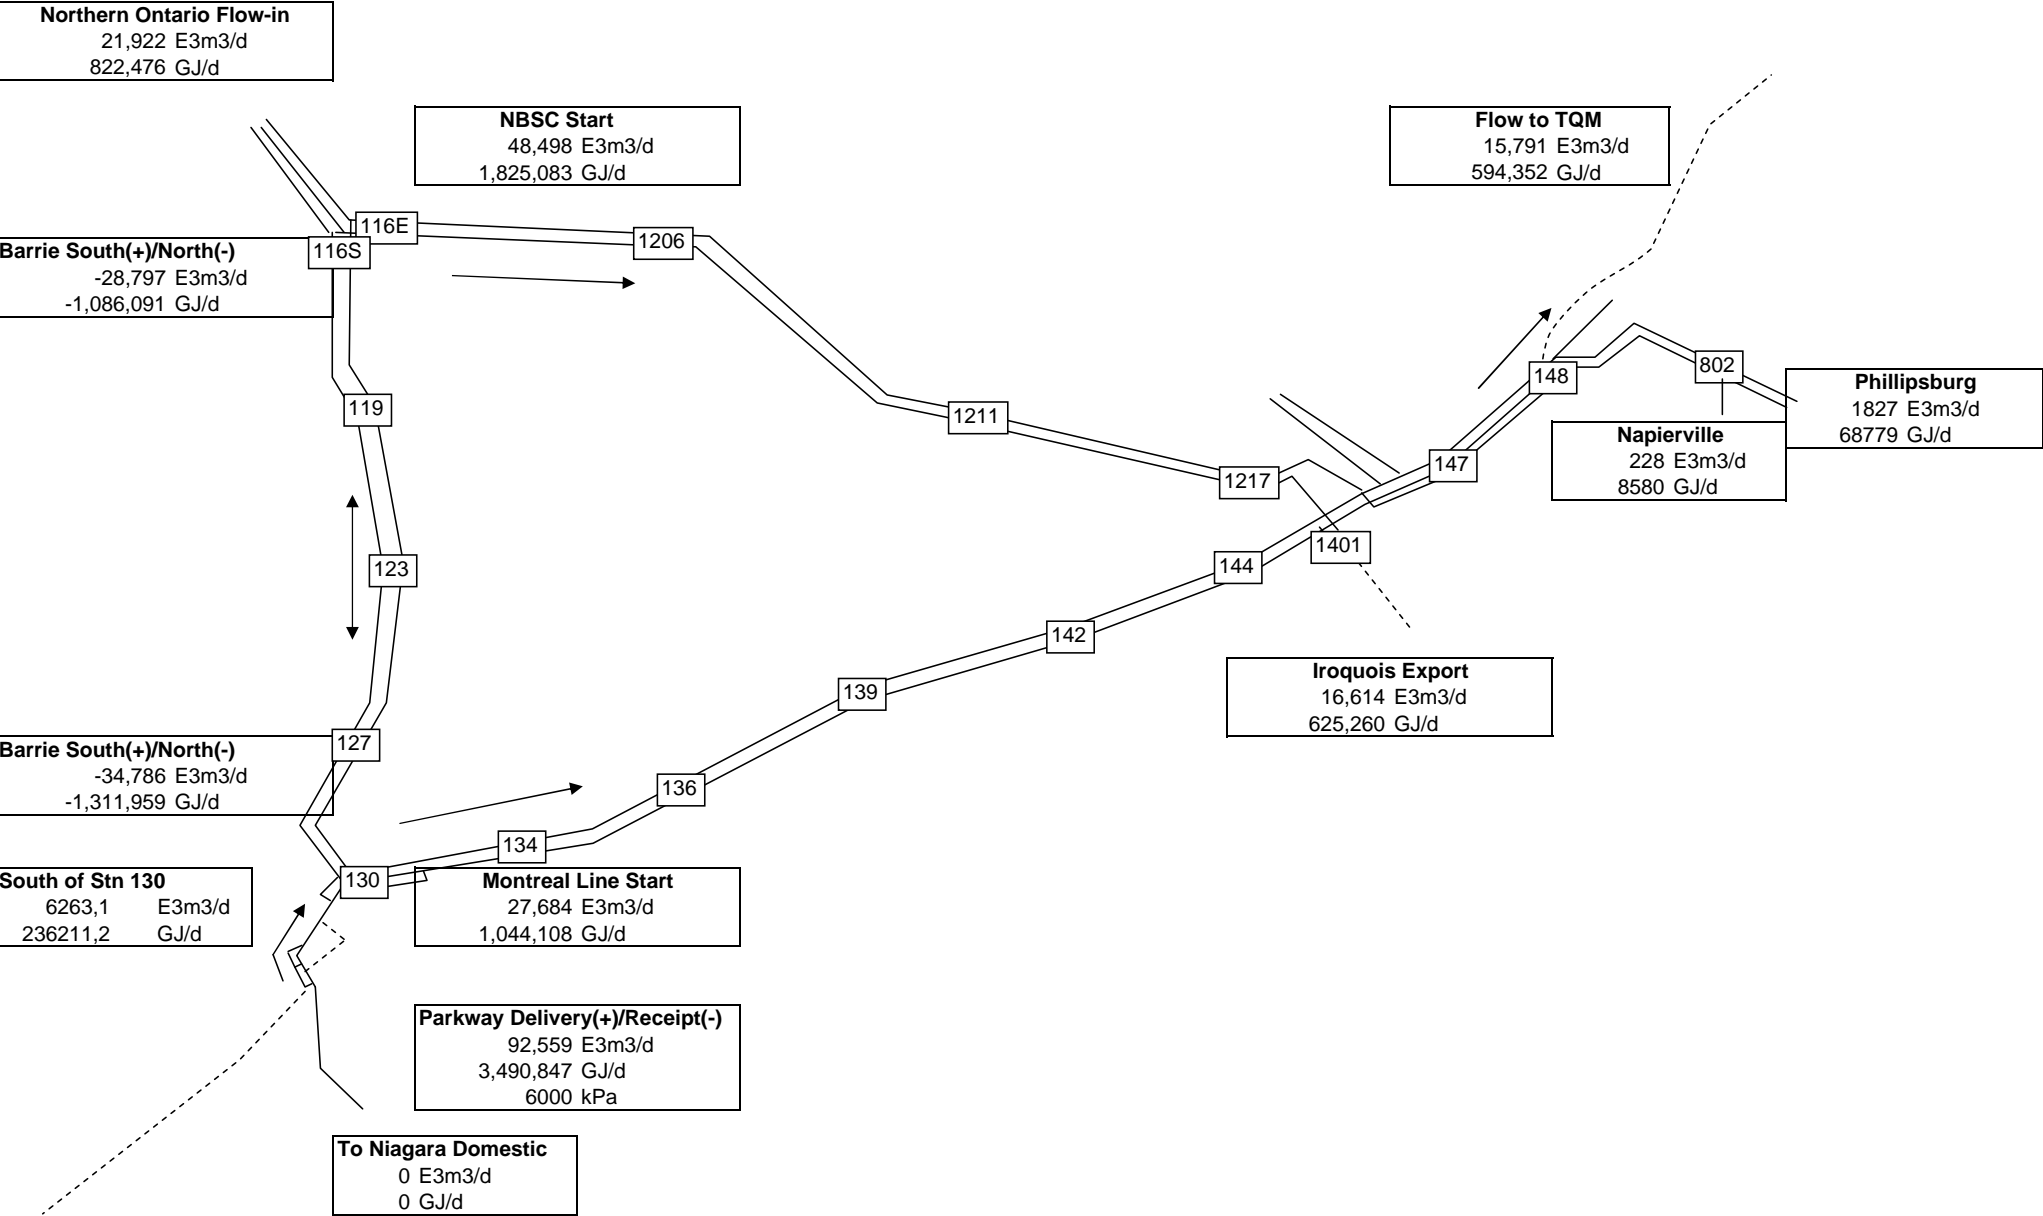 Northern Ontario Flow-in
21,922 E3m3/d
822,476 GJ/d
NBSC Start
48,498 E3m3/d
1,825,083 GJ/d
Flow to TQM
15,791 E3m3/d
594,352 GJ/d
116E
116S
1206
Barrie South(+)/North(-)
-28,797 E3m3/d
-1,086,091 GJ/d
119
1211
148
802
Phillipsburg
1827 E3m3/d
68779 GJ/d
Napierville
228 E3m3/d
8580 GJ/d
147
1217
1401
144
123
142
139
Iroquois Export
16,614 E3m3/d
625,260 GJ/d
127
Barrie South(+)/North(-)
-34,786 E3m3/d
-1,311,959 GJ/d
136
134
130
South of Stn 130
6263,1 E3m3/d
236211,2 GJ/d
Montreal Line Start
27,684 E3m3/d
1,044,108 GJ/d
Parkway Delivery(+)/Receipt(-)
92,559 E3m3/d
3,490,847 GJ/d
6000 kPa
To Niagara Domestic
0 E3m3/d
0 GJ/d